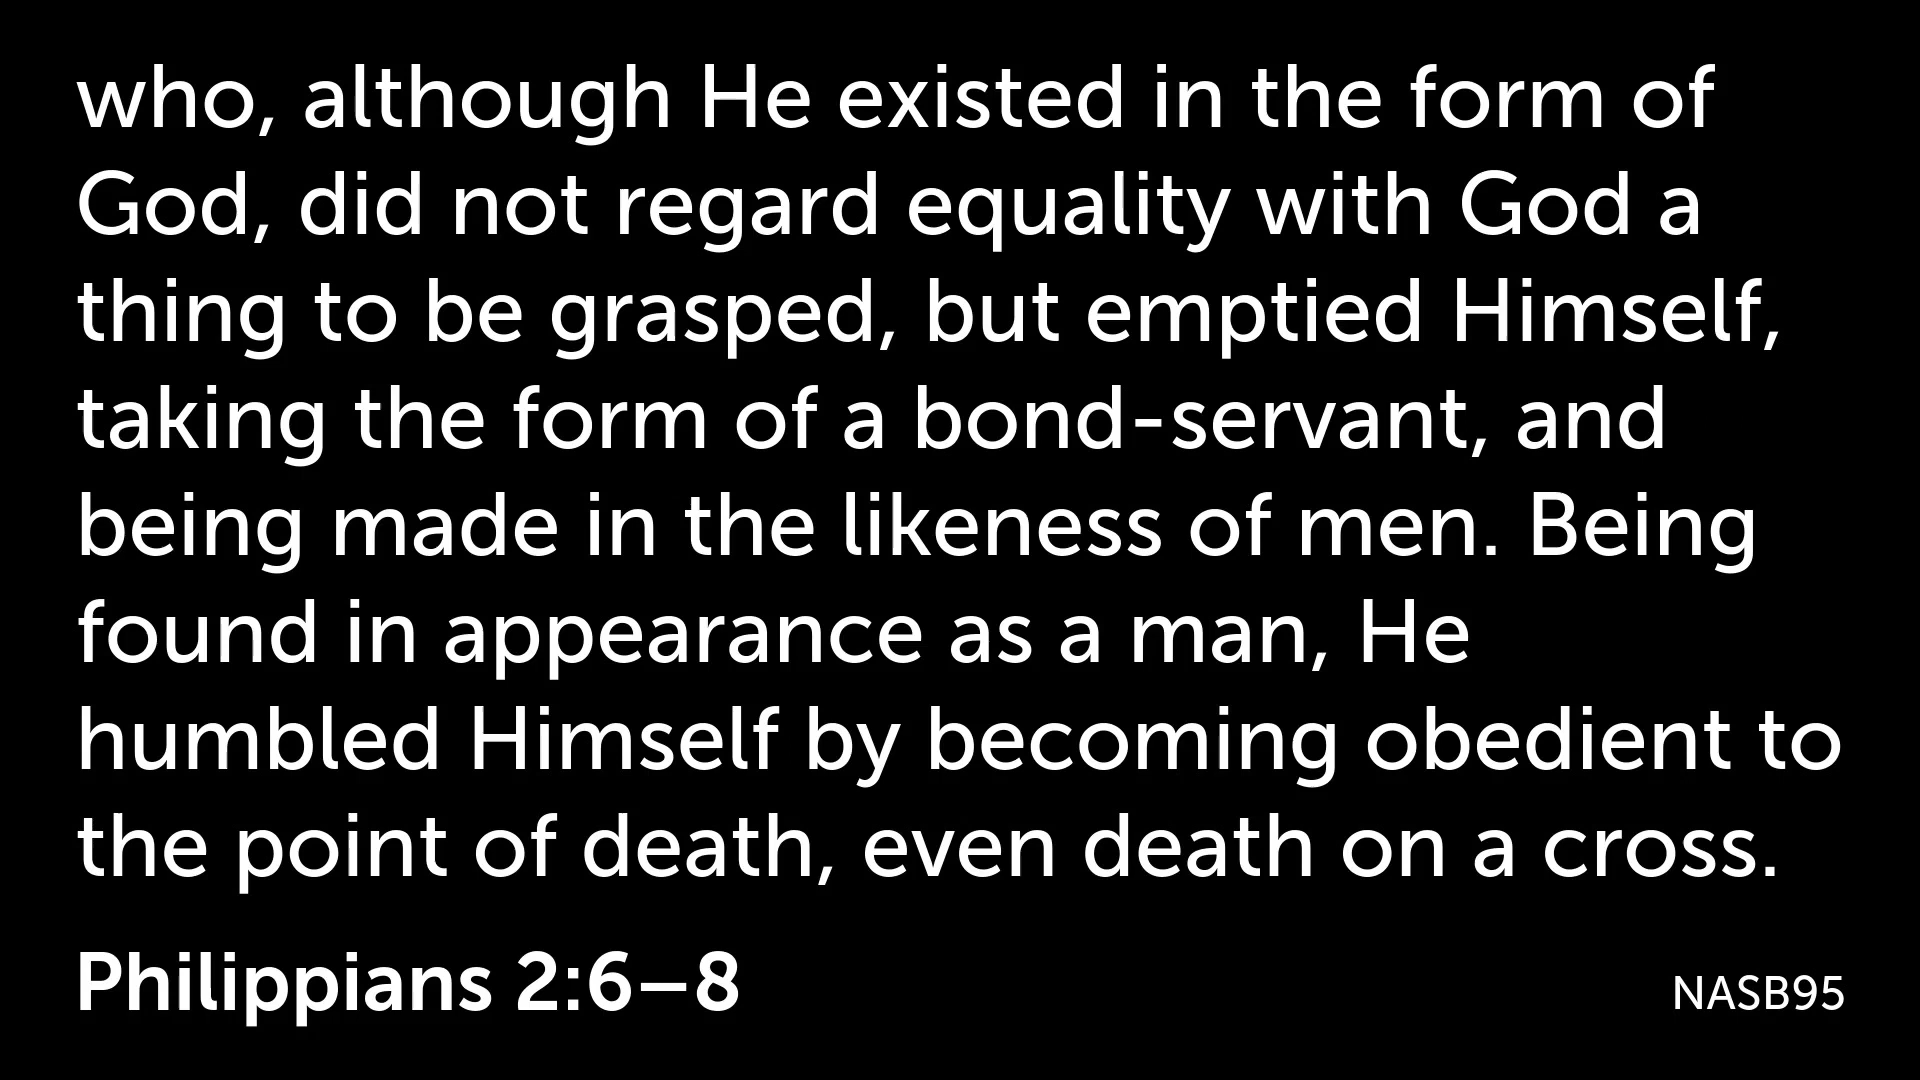 who, although He existed in the form of
God, did not regard equality with God a
thing to be grasped, but emptied Himself,
taking the form of a bond-servant, and
being made in the likeness of men. Being
found in appearance as a man, He
humbled Himself by becoming obedient to
the point of death, even death on a cross.
Philippians 2:6–8
NASB95